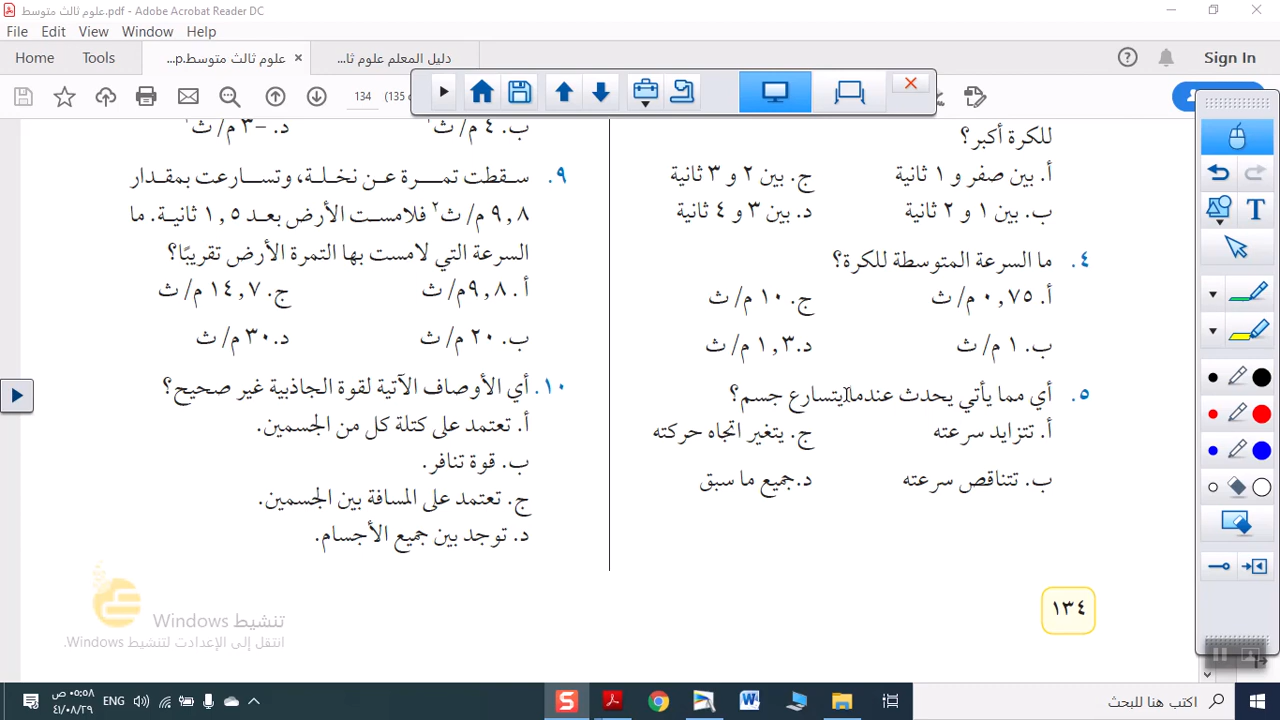 علوم ثالث متوسط.pdf - Adobe Acrobat Reader DC
File Edit View Window Help
Home Tools علوم ثالث متوسط.p... دليل المعلم علوم ثا... Sign In
134 (135
للكرة أكبر؟
أ. بين صفر و ١ ثانية
ج. بين ٢ و ٣ ثانية
ب. بين ١ و ٢ ثانية
د. بين ٣ و ٤ ثانية
٤. ما السرعة المتوسطة للكرة؟
أ. ٠,٧٥ م/ ث
ج. ١٠ م/ ث
ب. ١ م/ ث
د. ١,٣ م/ ث
٥. أي مما يأتي يحدث عندما يتسارع جسم؟
أ. تتزايد سرعته
ج. يتغير اتجاه حركته
ب. تتناقص سرعته
د. جميع ما سبق
ب. ٤ م/ ث٢
د. -٣ م/ ث٢
٩. سقطت تمرة عن نخلة، وتسارعت بمقدار
٩,٨ م/ ث٢ فلامست الأرض بعد ١,٥ ثانية. ما
السرعة التي لامست بها التمرة الأرض تقريبًا؟
أ. ٩,٨ م/ ث
ج. ١٤,٧ م/ ث
ب. ٢٠ م/ ث
د. ٣٠ م/ ث
١٠. أي الأوصاف الآتية لقوة الجاذبية غير صحيح؟
أ. تعتمد على كتلة كل من الجسمين.
ب. قوة تنافر.
ج. تعتمد على المسافة بين الجسمين.
د. توجد بين جميع الأجسام.
١٣٤
تنشيط Windows
انتقل إلى الإعدادت لتنشيط Windows.
T
٠٥:٥٨ ص
٤١/٠٨/٢٩
ENG
اكتب هنا للبحث